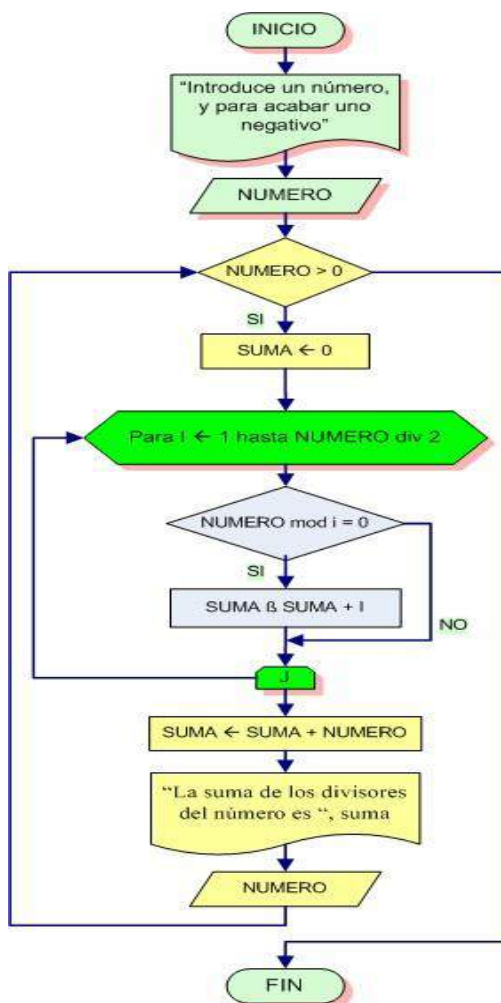 INICIO
“Introduce un número,
y para acabar uno
negativo”
NUMERO
NUMERO > 0
SI
SUMA ← 0
Para I ← 1 hasta NUMERO div 2
NUMERO mod i = 0
SI
SUMA ß SUMA + I
NO
J
SUMA ← SUMA + NUMERO
“La suma de los divisores
del número es “, suma
NUMERO
FIN